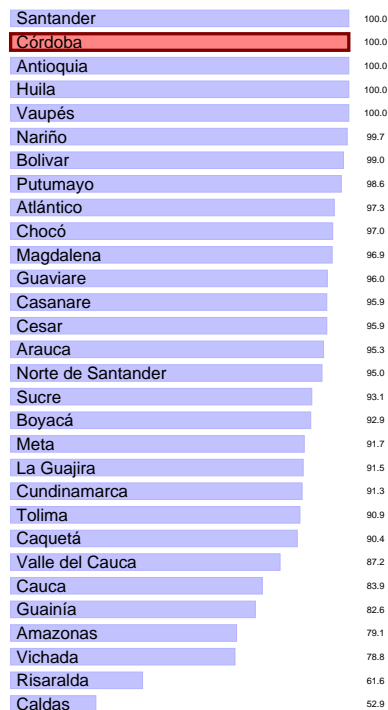 Santander 100.0
Córdoba 100.0
Antioquia 100.0
Huila 100.0
Vaupés 100.0
Nariño 99.7
Bolivar 99.0
Putumayo 98.6
Atlántico 97.3
Chocó 97.0
Magdalena 96.9
Guaviare 96.0
Casanare 95.9
Cesar 95.9
Arauca 95.3
Norte de Santander 95.0
Sucre 93.1
Boyacá 92.9
Meta 91.7
La Guajira 91.5
Cundinamarca 91.3
Tolima 90.9
Caquetá 90.4
Valle del Cauca 87.2
Cauca 83.9
Guainía 82.6
Amazonas 79.1
Vichada 78.8
Risaralda 61.6
Caldas 52.9